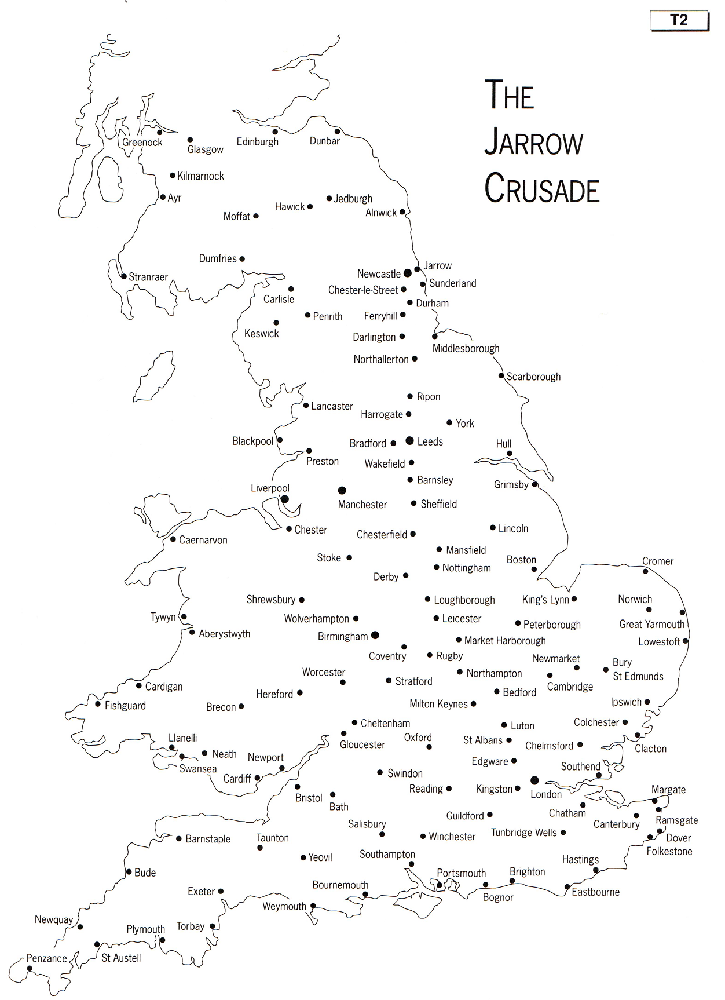 T2
THE
JARROW
CRUSADE
Greenock
Glasgow
Edinburgh
Dunbar
Kilmarnock
Ayr
Jedburgh
Hawick
Moffat
Alnwick
Dumfries
Jarrow
Newcastle
Stranraer
Sunderland
Chester-le-Street
Carlisle
Durham
Penrith
Ferryhill
Keswick
Darlington
Middlesborough
Northallerton
Scarborough
Ripon
Lancaster
Harrogate
York
Blackpool
Bradford
Leeds
Hull
Preston
Wakefield
Barnsley
Grimsby
Liverpool
Manchester
Sheffield
Chester
Lincoln
Chesterfield
Caernarvon
Mansfield
Stoke
Boston
Cromer
Nottingham
Derby
Shrewsbury
Loughborough
King's Lynn
Norwich
Tywyn
Wolverhampton
Leicester
Peterborough
Great Yarmouth
Aberystwyth
Birmingham
Market Harborough
Lowestoft
Coventry
Rugby
Newmarket
Bury
St Edmunds
Worcester
Stratford
Northampton
Cambridge
Cardigan
Hereford
Bedford
Fishguard
Brecon
Milton Keynes
Ipswich
Cheltenham
Luton
Colchester
Llanelli
Gloucester
Oxford
St Albans
Chelmsford
Clacton
Neath
Newport
Edgware
Swansea
Southend
Cardiff
Swindon
Reading
Kingston
London
Margate
Bristol
Bath
Chatham
Guildford
Canterbury
Ramsgate
Salisbury
Barnstaple
Taunton
Winchester
Tunbridge Wells
Dover
Yeovil
Southampton
Folkestone
Hastings
Bude
Portsmouth
Brighton
Exeter
Bournemouth
Bognor
Eastbourne
Weymouth
Newquay
Plymouth
Torbay
Penzance
St Austell